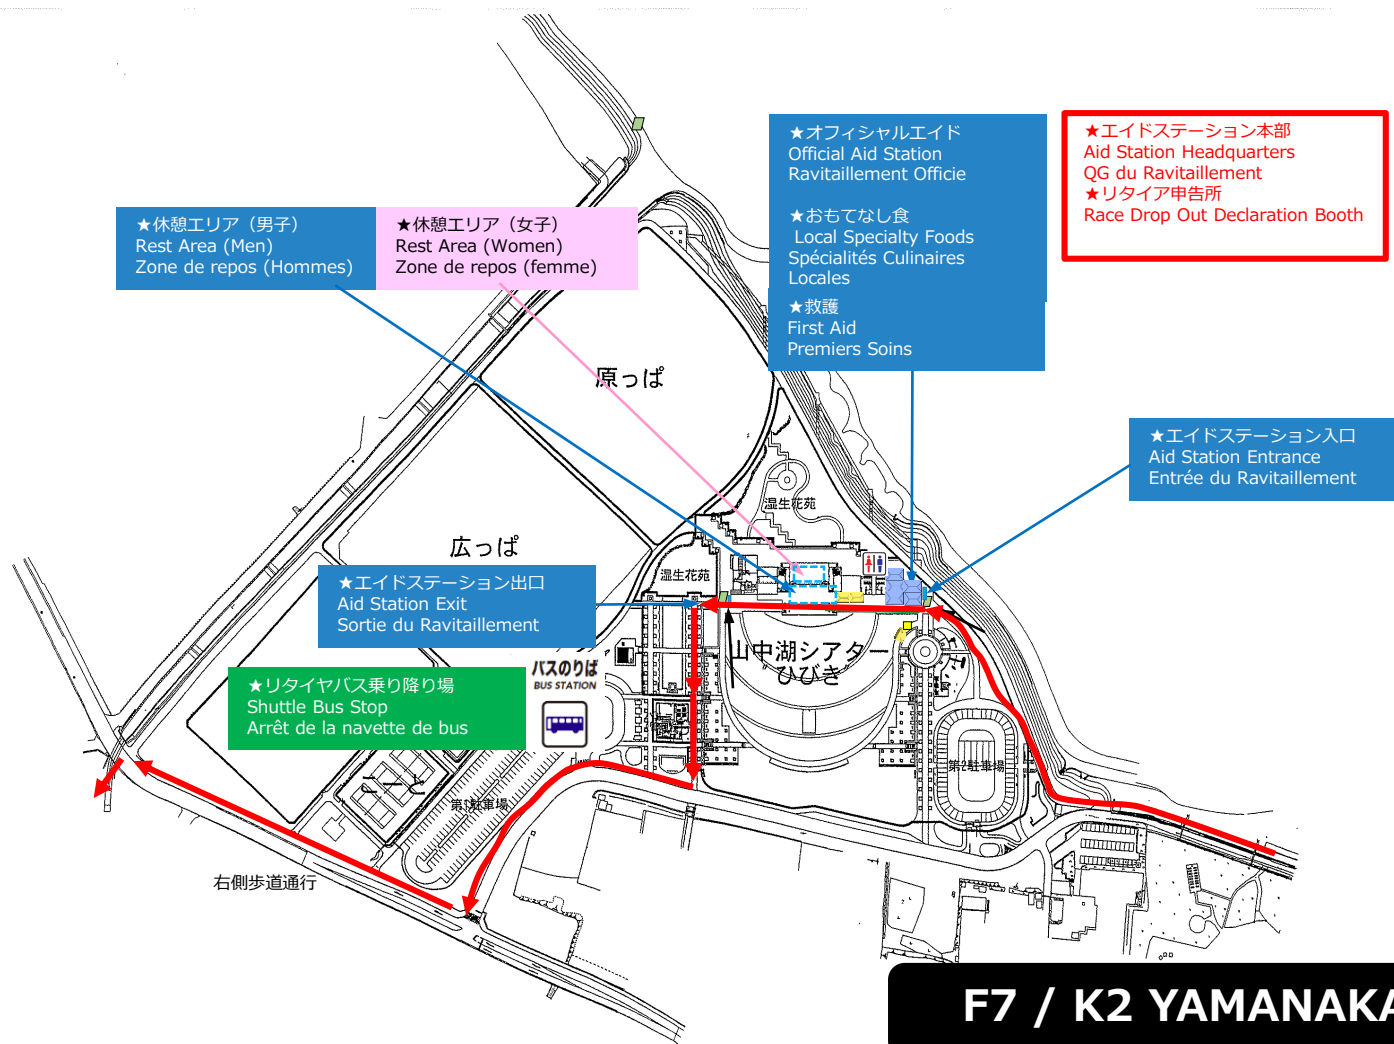 ★オフィシャルエイド
Official Aid Station
Ravitaillement Officie
★おもてなし食
Local Specialty Foods
Spécialités Culinaires
Locales
★救護
First Aid
Premiers Soins
★エイドステーション本部
Aid Station Headquarters
QG du Ravitaillement
★リタイア申告所
Race Drop Out Declaration Booth
★休憩エリア（男子）
Rest Area (Men)
Zone de repos (Hommes)
★休憩エリア（女子）
Rest Area (Women)
Zone de repos (femme)
原っぱ
★エイドステーション入口
Aid Station Entrance
Entrée du Ravitaillement
湿生花苑
広っぱ
湿生花苑
★エイドステーション出口
Aid Station Exit
Sortie du Ravitaillement
山中湖シアター
ひびき
バスのりば
BUS STATION
★リタイヤバス乗り降り場
Shuttle Bus Stop
Arrêt de la navette de bus
第2駐車場
第1駐車場
右側歩道通行
F7 / K2 YAMANAKA